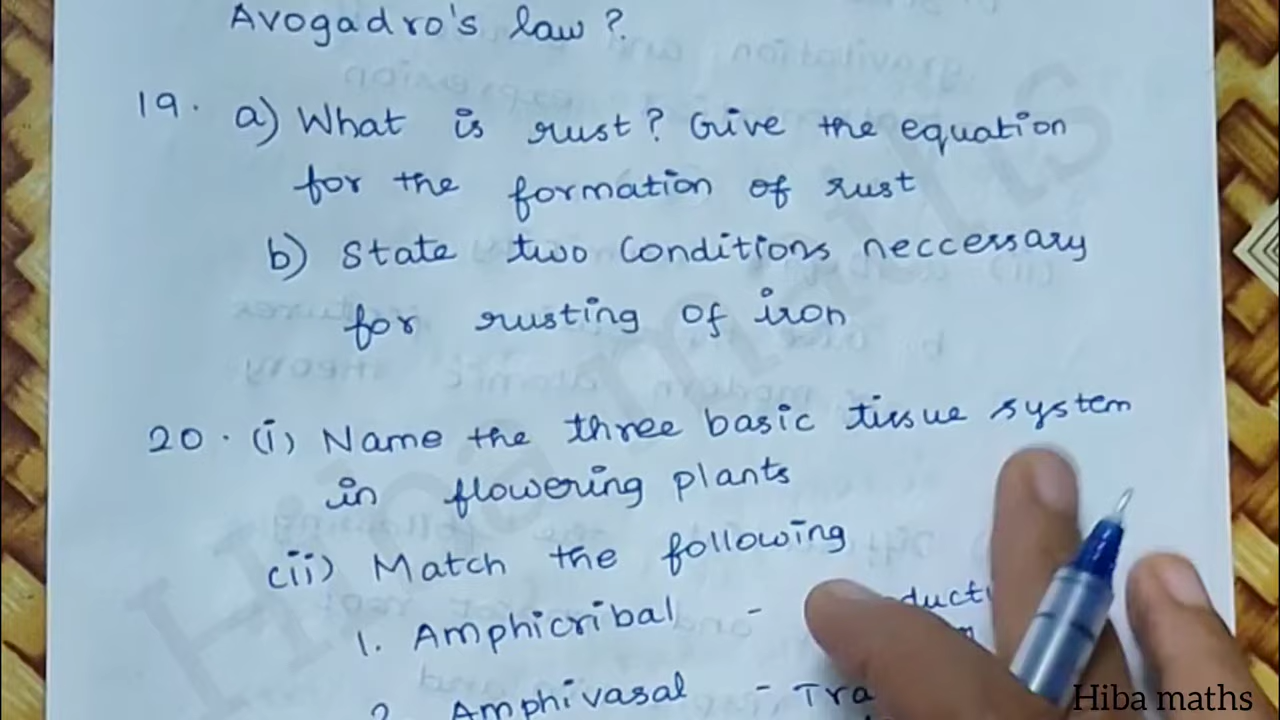 Avogadro's law?
19. a) What is rust? Give the equation
for the formation of rust
b) State two conditions neccessary
for rusting of iron
20. (i) Name the three basic tissue system
in flowering plants
(ii) Match the following
1. Amphicribal -
2. Amphivasal -
Hiba maths
Hiba maths